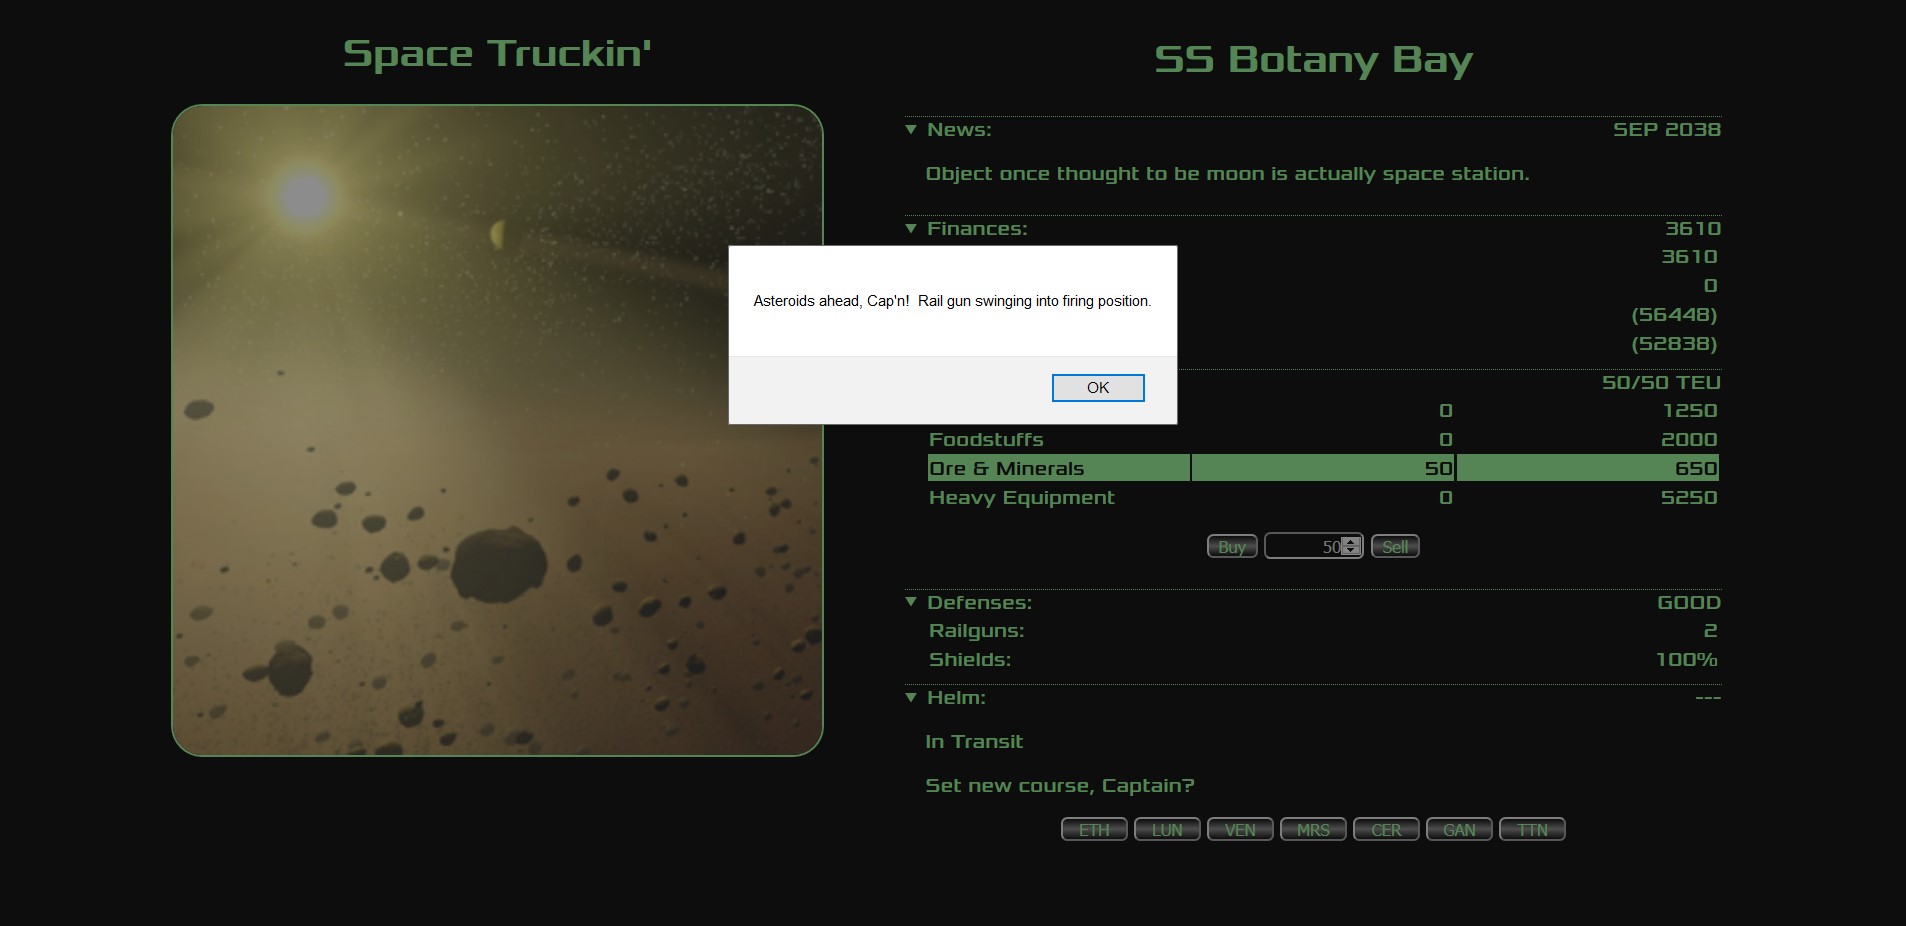 Space Truckin'
SS Botany Bay
News: SEP 2038
Object once thought to be moon is actually space station.
Finances: 3610
3610
0
(56448)
(52838)
Asteroids ahead, Cap'n!  Rail gun swinging into firing position.
OK
50/50 TEU
0 1250
Foodstuffs 0 2000
Ore & Minerals 50 650
Heavy Equipment 0 5250
Buy 50 Sell
Defenses: GOOD
Railguns: 2
Shields: 100%
Helm: ---
In Transit
Set new course, Captain?
ETH LUN VEN MRS CER GAN TTN